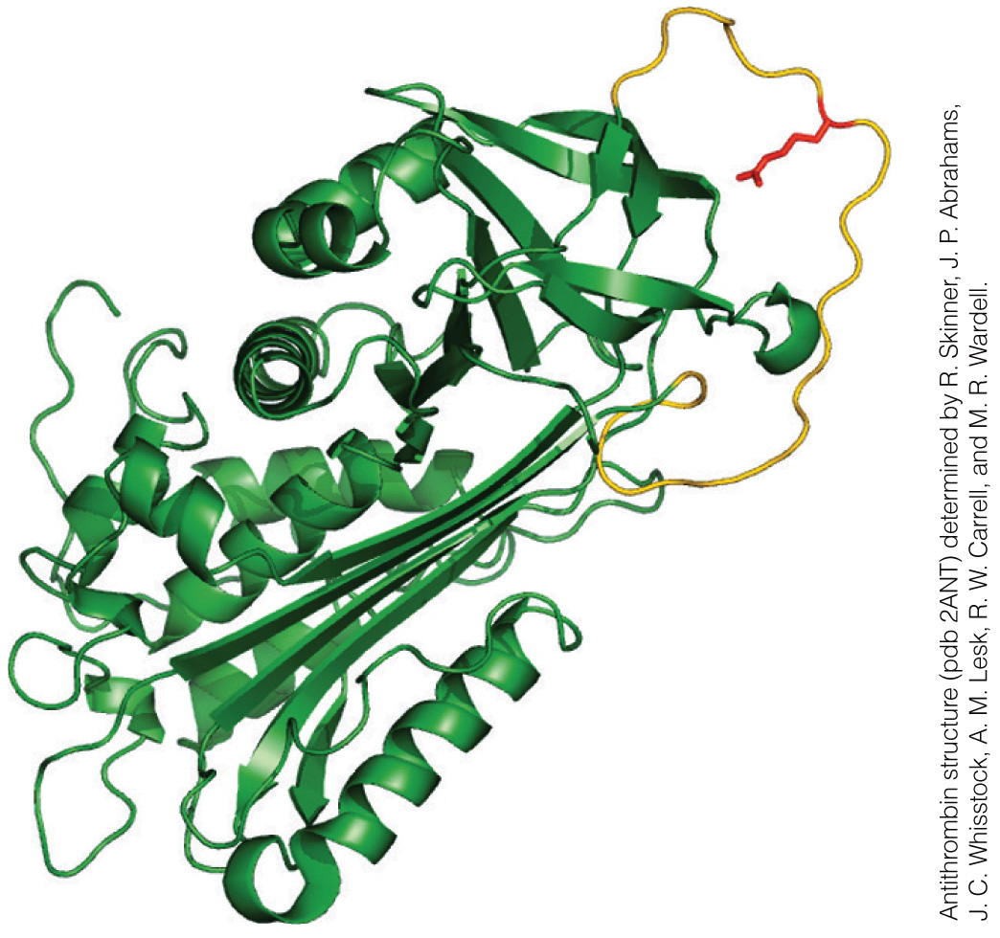 Antithrombin structure (pdb 2ANT) determined by R. Skinner, J. P. Abrahams,
J. C. Whisstock, A. M. Lesk, R. W. Carrell, and M. R. Wardell.